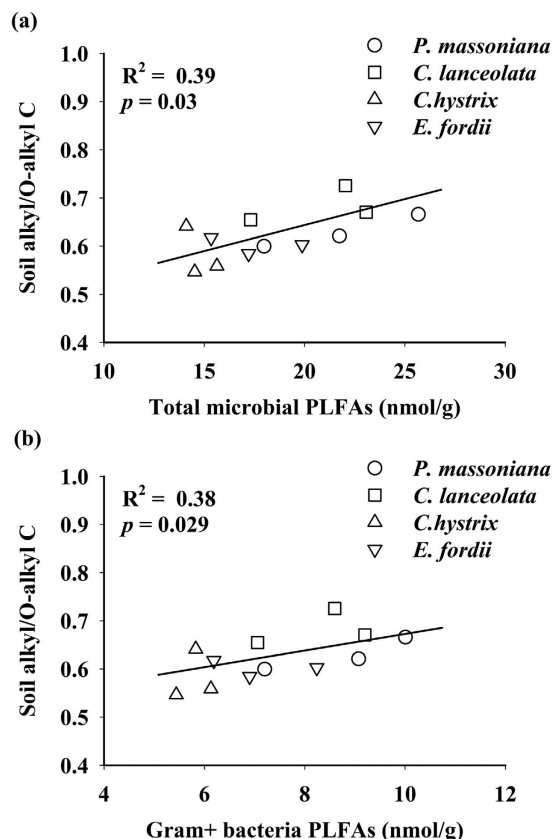 (a)
R² = 0.39
p = 0.03
P. massoniana
C. lanceolata
C.hystrix
E. fordii
Soil alkyl/O-alkyl C
1.0
0.9
0.8
0.7
0.6
0.5
0.4
10 15 20 25 30
Total microbial PLFAs (nmol/g)
(b)
R² = 0.38
p = 0.029
P. massoniana
C. lanceolata
C.hystrix
E. fordii
Soil alkyl/O-alkyl C
1.0
0.9
0.8
0.7
0.6
0.5
0.4
4 6 8 10 12
Gram+ bacteria PLFAs (nmol/g)